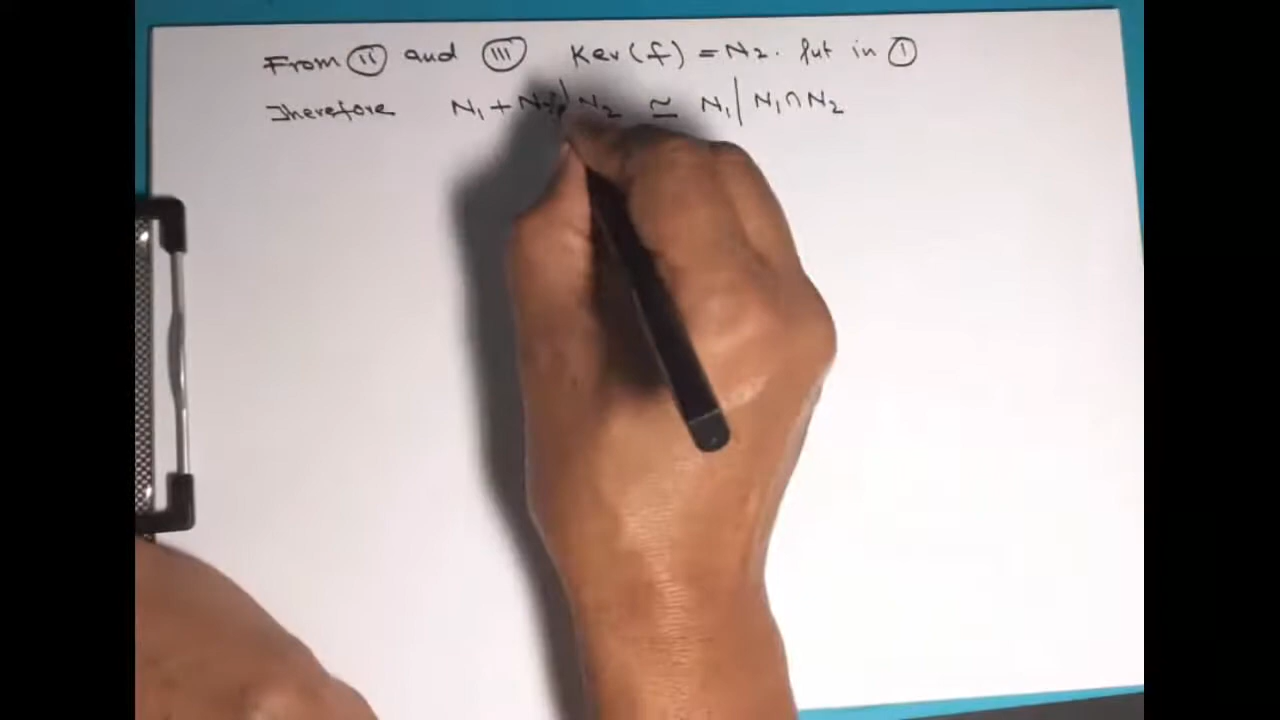 From (II) and (III) Ker(f) = N₂. Put in (I)
Therefore N₁ + N₂ | N₂ ≅ N₁ | N₁ ∩ N₂